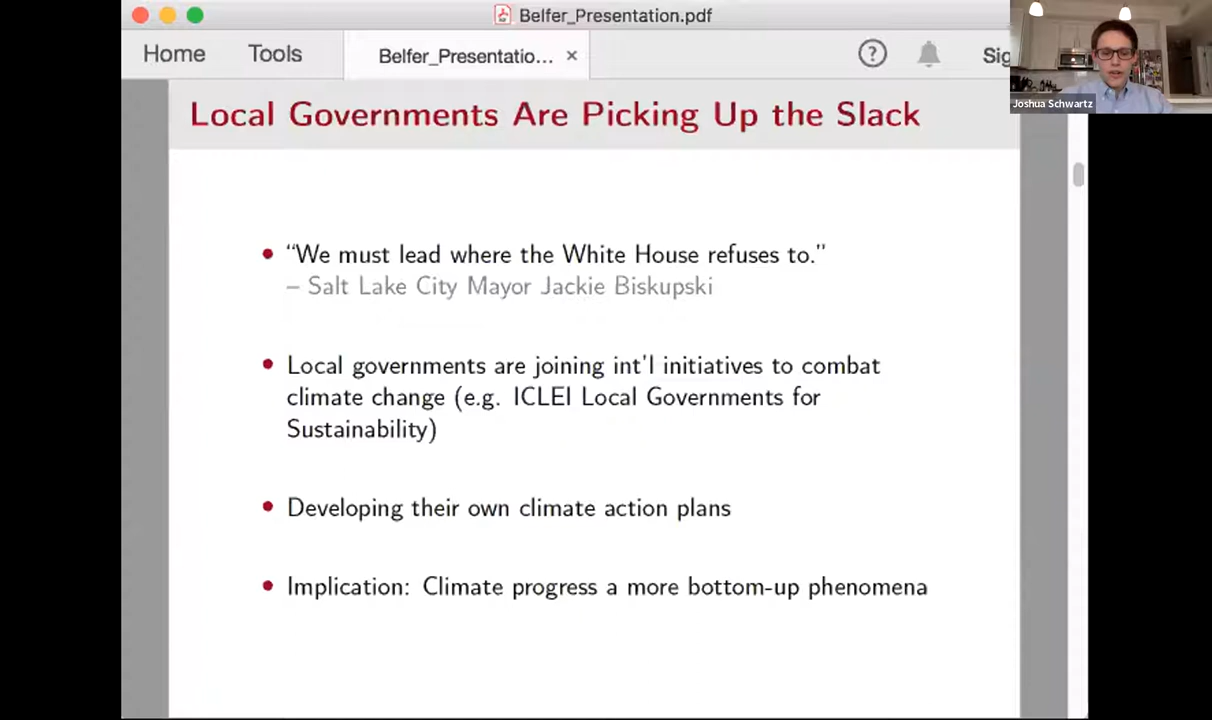 Belfer_Presentation.pdf
Home Tools Belfer_Presentatio... × ? Sig
Joshua Schwartz
Local Governments Are Picking Up the Slack
• “We must lead where the White House refuses to.”
– Salt Lake City Mayor Jackie Biskupski
• Local governments are joining int'l initiatives to combat
climate change (e.g. ICLEI Local Governments for
Sustainability)
• Developing their own climate action plans
• Implication: Climate progress a more bottom-up phenomena